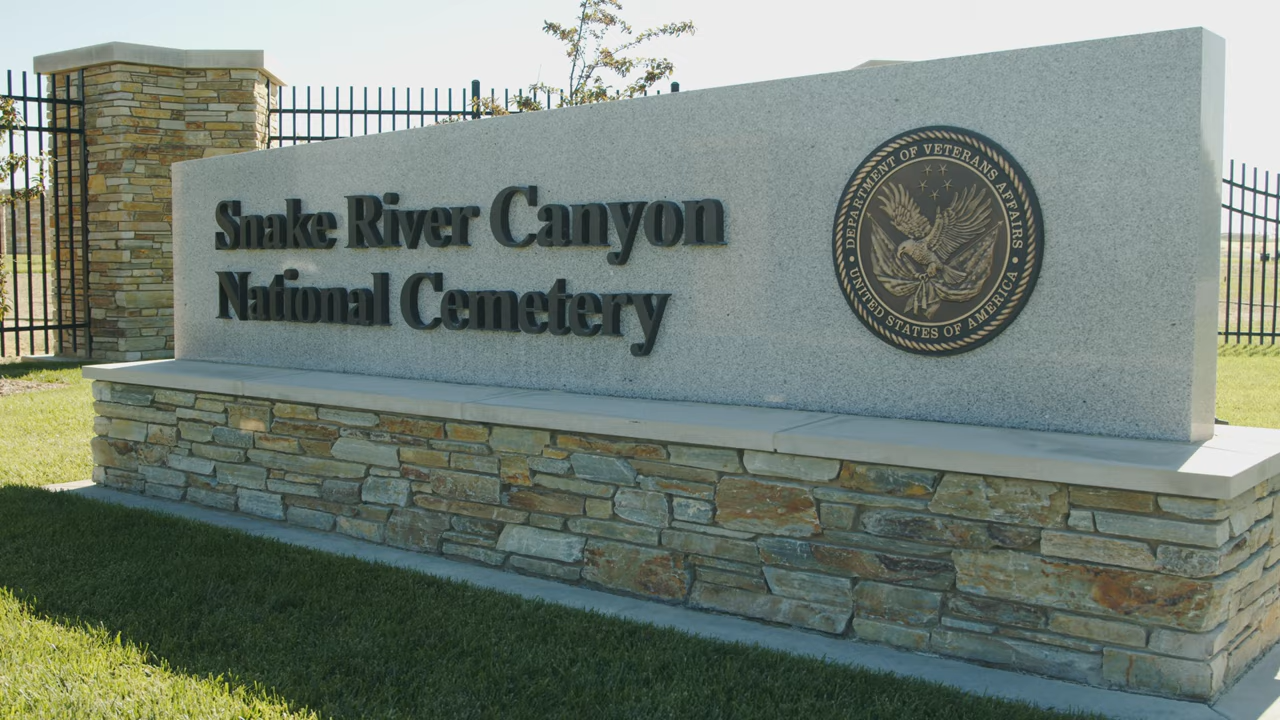 Snake River Canyon
National Cemetery
DEPARTMENT OF VETERANS AFFAIRS
UNITED STATES OF AMERICA